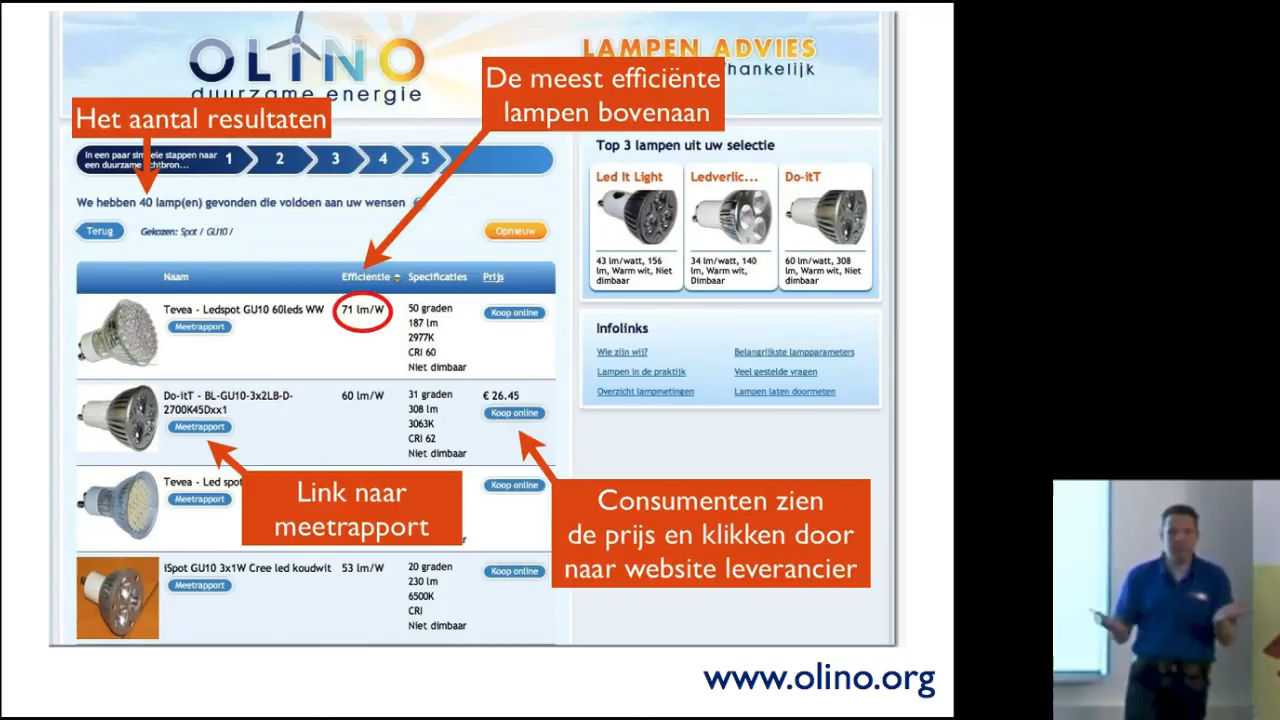 OLINO
duurzame energie
LAMPEN ADVIES
hankelijk
De meest efficiënte
lampen bovenaan
Het aantal resultaten
In een paar
een duurzame
naar
1 2 3 4 5
We hebben 40 lamp(en) gevonden die voldoen aan uw wensen
Terug
Gekozen: Spot / GU10 /
Opnieuw
Naam Efficientie Specificaties Prijs
Tevea - Ledspot GU10 60leds WW
Meetrapport
71 lm/W
50 graden
187 lm
2977K
CRI 60
Niet dimbaar
Koop online
Do-itT - BL-GU10-3x2LB-D-
2700K45Dxx1
Meetrapport
60 lm/W
31 graden
308 lm
3063K
CRI 62
Niet dimbaar
€ 26.45
Koop online
Tevea - Led spot
Meetrapport
Koop online
Link naar
meetrapport
Consumenten zien
de prijs en klikken door
naar website leverancier
iSpot GU10 3x1W Cree led koudwit
Meetrapport
53 lm/W
20 graden
230 lm
6500K
CRI
Niet dimbaar
Koop online
Top 3 lampen uit uw selectie
Led It Light
43 lm/watt, 156
lm, Warm wit, Niet
dimbaar
Ledverlic...
34 lm/watt, 140
lm, Warm wit,
Dimbaar
Do-itT
60 lm/watt, 308
lm, Warm wit, Niet
dimbaar
Infolinks
Wie zijn wij?
Belangrijkste lampparameters
Lampen in de praktijk
Veel gestelde vragen
Overzicht lampmetingen
Lampen laten doormeten
www.olino.org